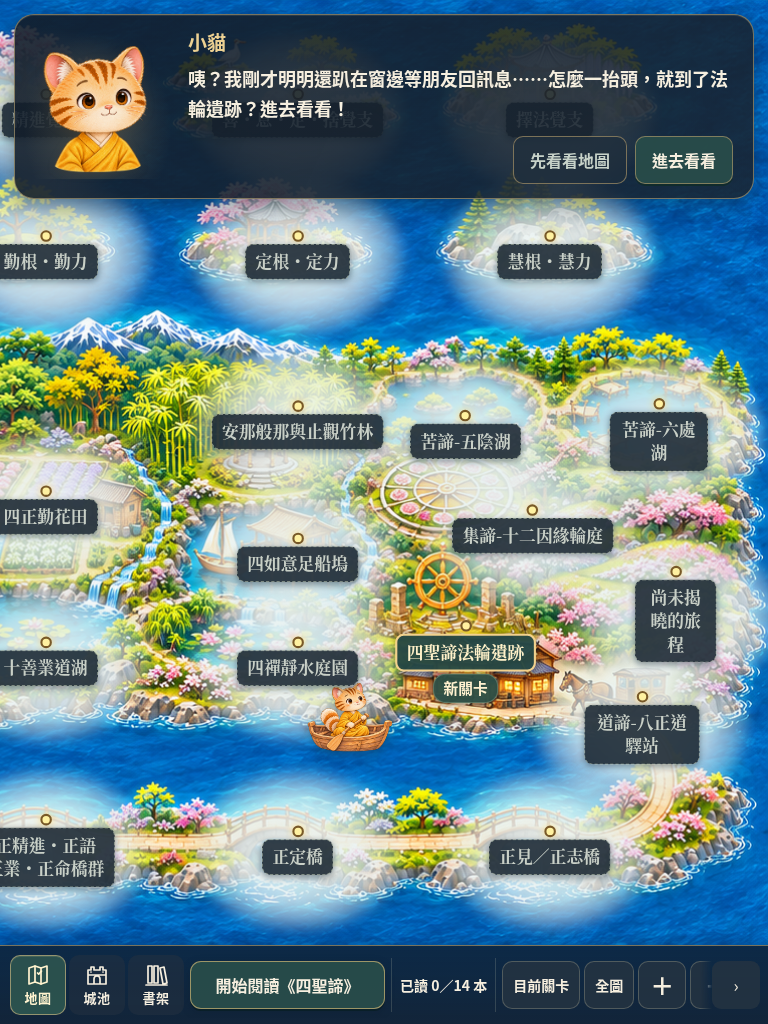 小貓
咦？我剛才明明還趴在窗邊等朋友回訊息⋯⋯怎麼一抬頭，就到了法
輪遺跡？進去看看！
擇法覺支
先看看地圖
進去看看
勤根・勤力
定根・定力
慧根・慧力
安那般那與止觀竹林
苦諦-五陰湖
苦諦-六處
湖
四正勤花田
集諦-十二因緣輪庭
四如意足船塢
尚未揭
曉的旅
程
十善業道湖
四禪靜水庭園
四聖諦法輪遺跡
新關卡
道諦-八正道
驛站
正精進・正語
正業・正命橋群
正定橋
正見／正志橋
地圖
城池
書架
開始閱讀《四聖諦》
已讀 0／14 本
目前關卡
全圖
＋
›